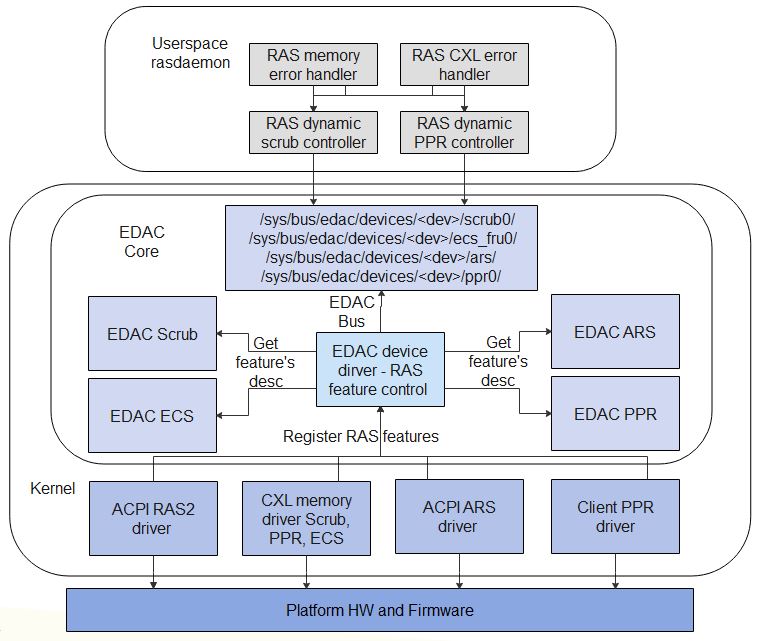 Userspace
rasdaemon
RAS memory
error handler
RAS CXL error
handler
RAS dynamic
scrub controller
RAS dynamic
PPR controller
EDAC
Core
/sys/bus/edac/devices/<dev>/scrub0/
/sys/bus/edac/devices/<dev>/ecs_fru0/
/sys/bus/edac/devices/<dev>/ars/
/sys/bus/edac/devices/<dev>/ppr0/
EDAC
Bus
EDAC Scrub
Get
feature's
desc
EDAC device
dirver - RAS
feature control
Get
feature's
desc
EDAC ARS
EDAC ECS
EDAC PPR
Register RAS features
Kernel
ACPI RAS2
driver
CXL memory
driver Scrub,
PPR, ECS
ACPI ARS
driver
Client PPR
driver
Platform HW and Firmware